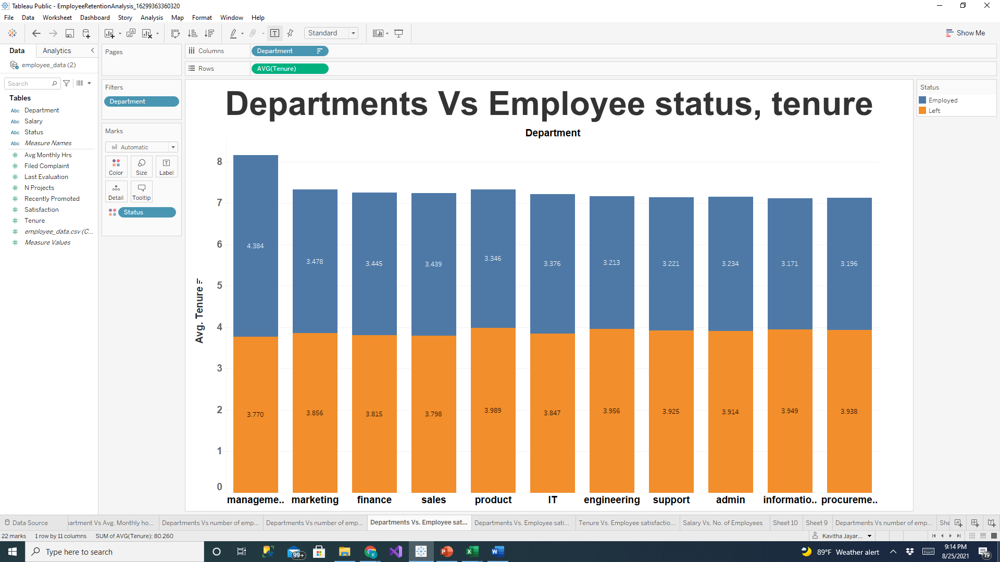 Tableau Public - EmployeeRetentionAnalysis_16299363360320
File Data Worksheet Dashboard Story Analysis Map Format Window Help
Standard
Show Me
Data Analytics
employee_data (2)
Search
Tables
Abc Department
Abc Salary
Abc Status
Abc Measure Names
# Avg Monthly Hrs
# Filed Complaint
# Last Evaluation
# N Projects
# Recently Promoted
# Satisfaction
# Tenure
# employee_data.csv (C...
# Measure Values
Pages
Filters
Department
Marks
Automatic
Color Size Label
Detail Tooltip
Status
Columns Department
Rows AVG(Tenure)
Departments Vs Employee status, tenure
Department
Avg. Tenure
8
7
6
5
4
3
2
1
0
4.384 3.478 3.445 3.439 3.346 3.376 3.213 3.221 3.234 3.171 3.196
3.770 3.856 3.815 3.798 3.989 3.847 3.956 3.925 3.914 3.949 3.938
manageme.. marketing finance sales product IT engineering support admin informatio.. procureme..
Status
Employed
Left
Data Source artment Vs Avg. Monthly ho... Departments Vs number of emp... Departments Vs number of emp... Departments Vs. Employee sat... Departments Vs. Employee sati... Tenure Vs. Employee satisfactio... Salary Vs. No. of Employees Sheet 10 Sheet 9 Departments Vs number of emp... She
22 marks 1 row by 11 columns SUM of AVG(Tenure): 80.260
Kavitha Jayar...
Type here to search
99+
K
89°F Weather alert
9:14 PM
8/25/2021
19